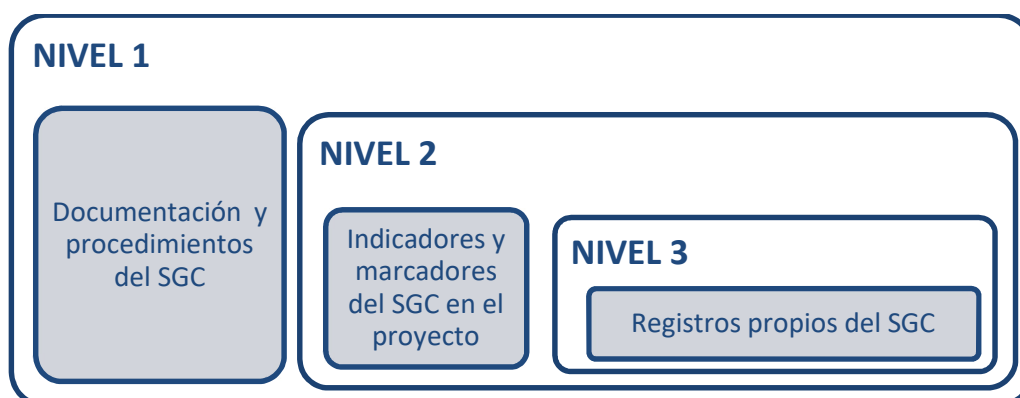 NIVEL 1
Documentación y
procedimientos
del SGC
NIVEL 2
Indicadores y
marcadores
del SGC en el
proyecto
NIVEL 3
Registros propios del SGC